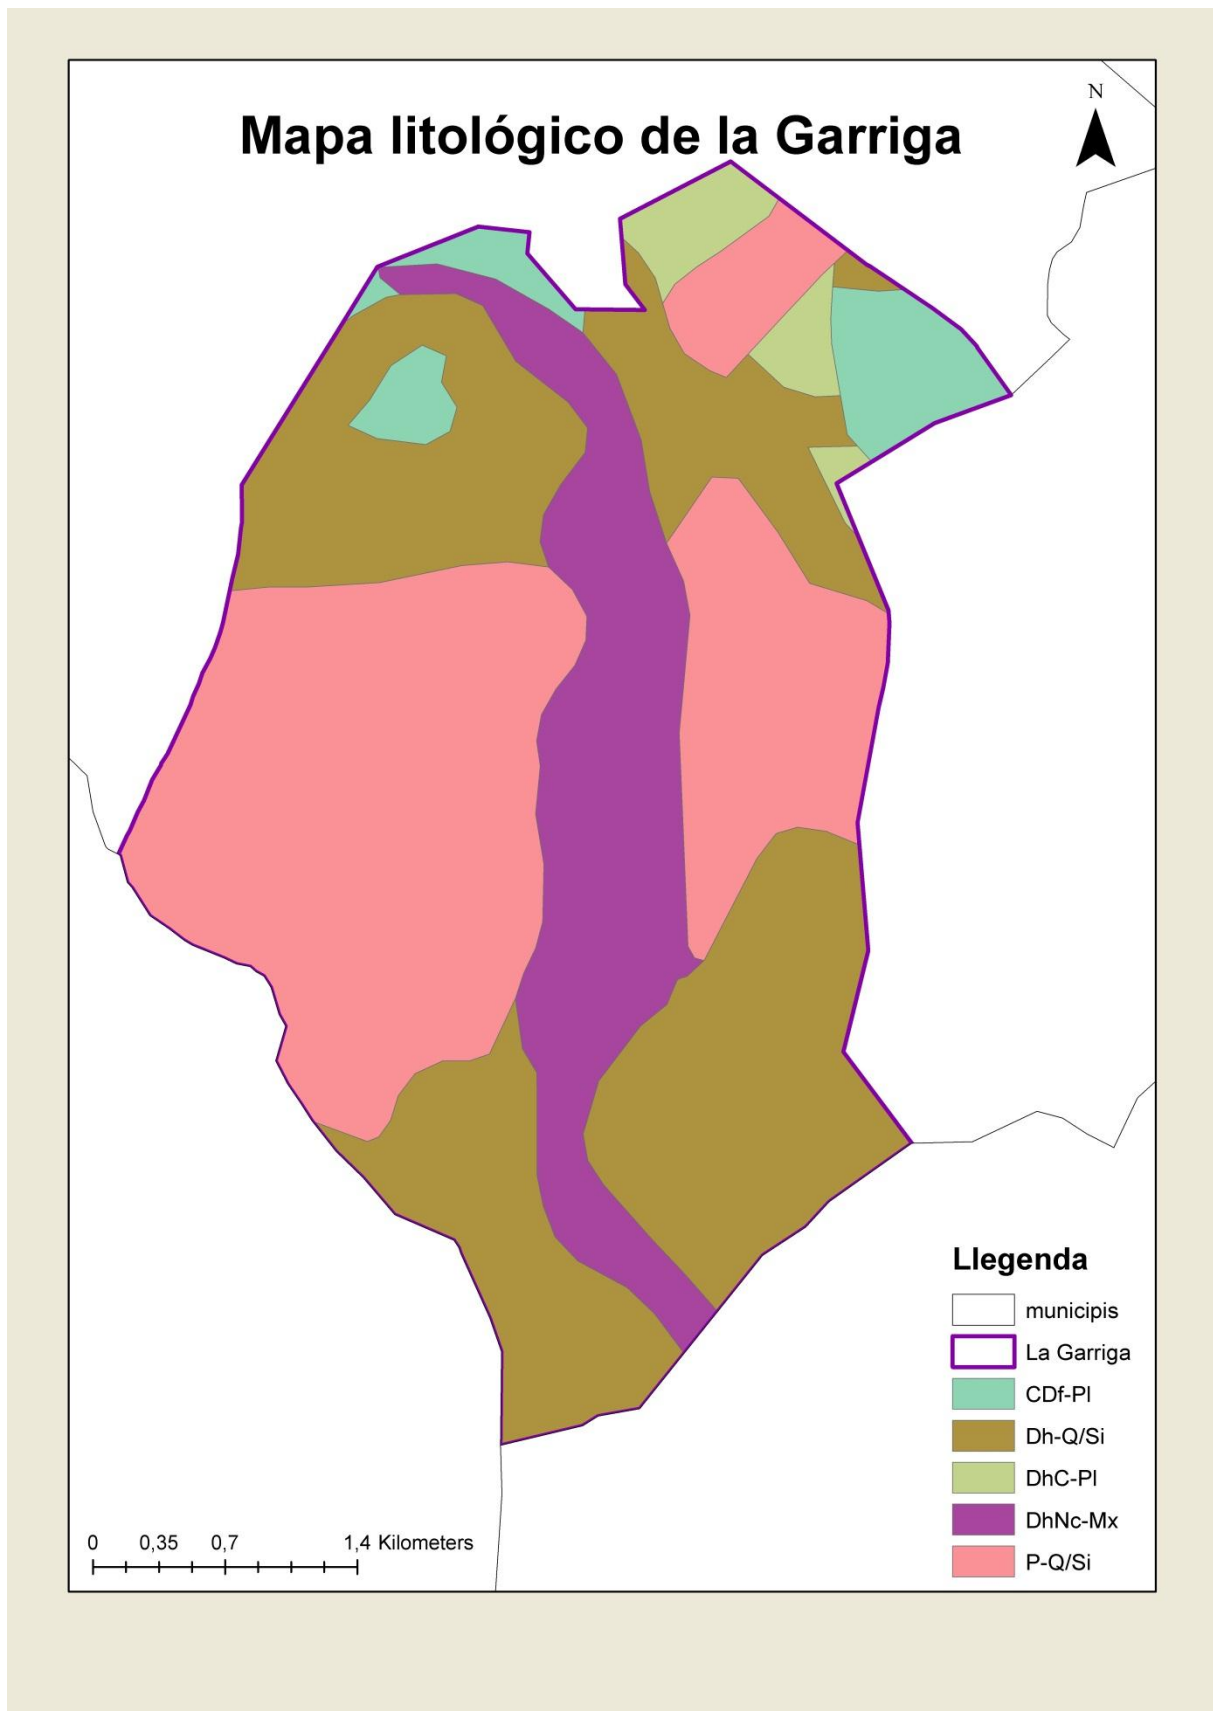 N
Mapa litológico de la Garriga
Llegenda
municipis
La Garriga
CDf-Pl
Dh-Q/Si
DhC-Pl
DhNc-Mx
P-Q/Si
0 0,35 0,7 1,4 Kilometers